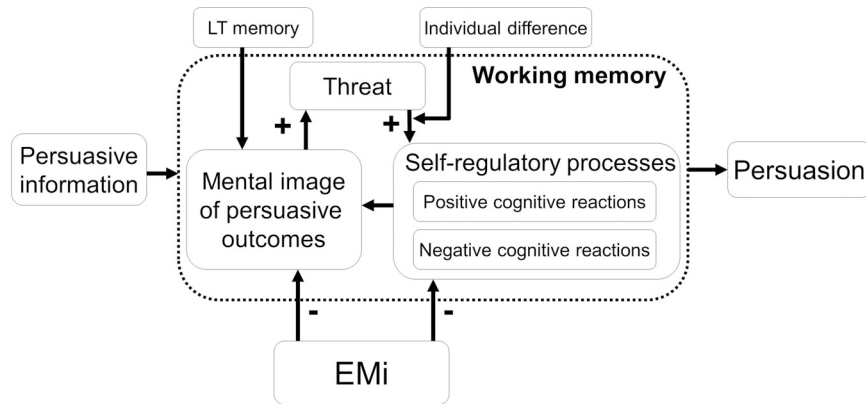 LT memory
Individual difference
Working memory
Threat
+
+
Persuasive
information
Mental image
of persuasive
outcomes
Self-regulatory processes
Positive cognitive reactions
Negative cognitive reactions
Persuasion
-
-
EMi